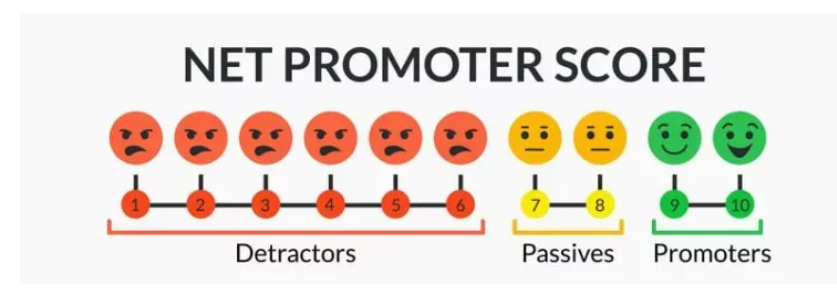 NET PROMOTER SCORE
1 2 3 4 5 6 7 8 9 10
Detractors Passives Promoters